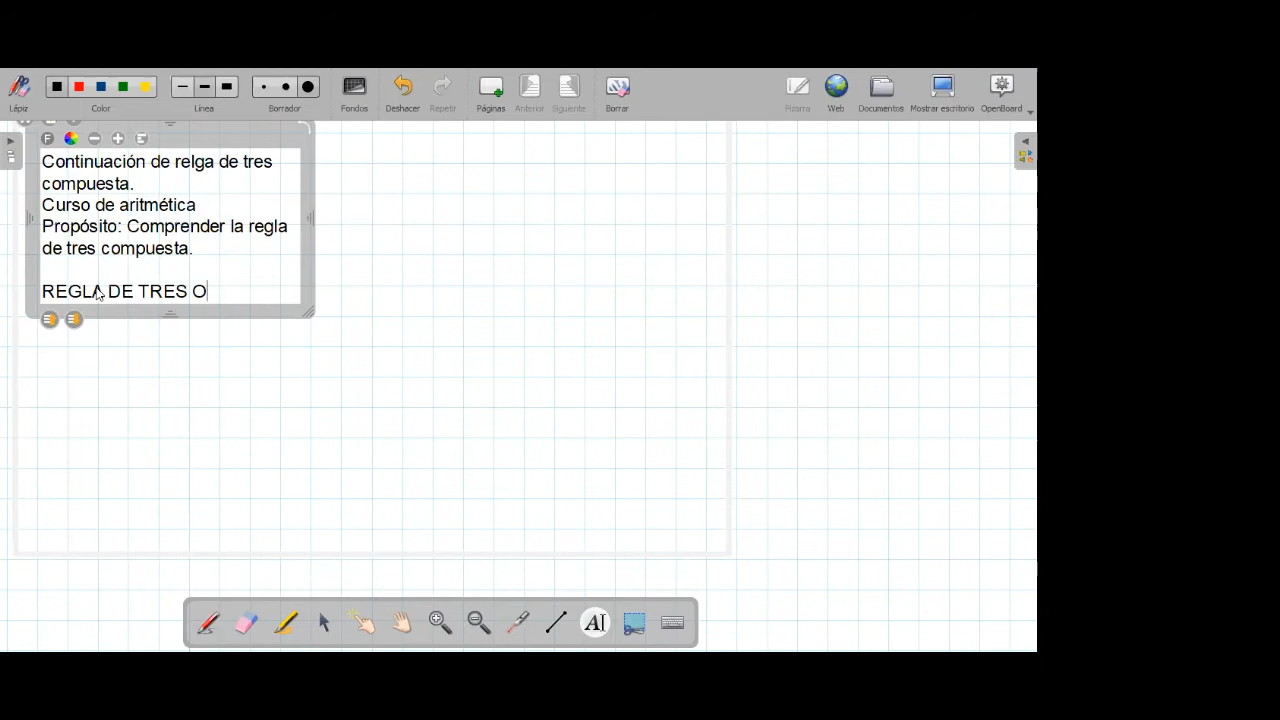 Lápiz
Color
Línea
Borrador
Fondos
Deshacer
Repetir
Páginas
Anterior
Siguiente
Borrar
Pizarra
Web
Documentos
Mostrar escritorio
OpenBoard
F
Continuación de relga de tres
compuesta.
Curso de aritmética
Propósito: Comprender la regla
de tres compuesta.
REGLA DE TRES O